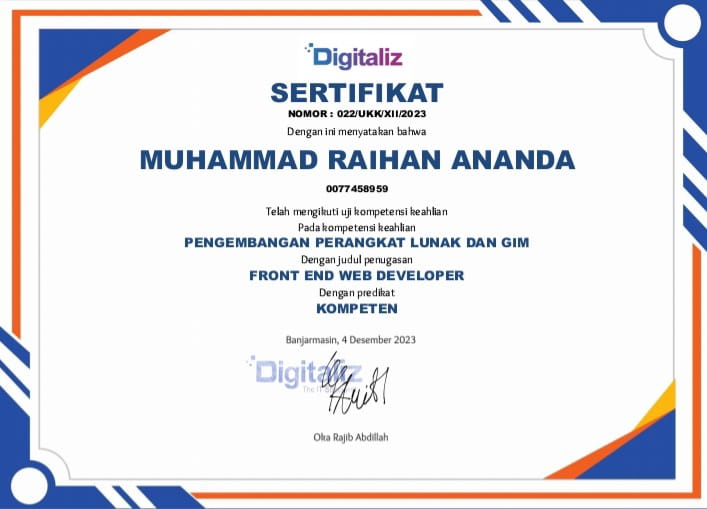 Digitaliz
SERTIFIKAT
NOMOR : 022/UKK/XII/2023
Dengan ini menyatakan bahwa
MUHAMMAD RAIHAN ANANDA
0077458959
Telah mengikuti uji kompetensi keahlian
Pada kompetensi keahlian
PENGEMBANGAN PERANGKAT LUNAK DAN GIM
Dengan judul penugasan
FRONT END WEB DEVELOPER
Dengan predikat
KOMPETEN
Banjarmasin, 4 Desember 2023
Digitaliz
The IT
Oka Rajib Abdillah